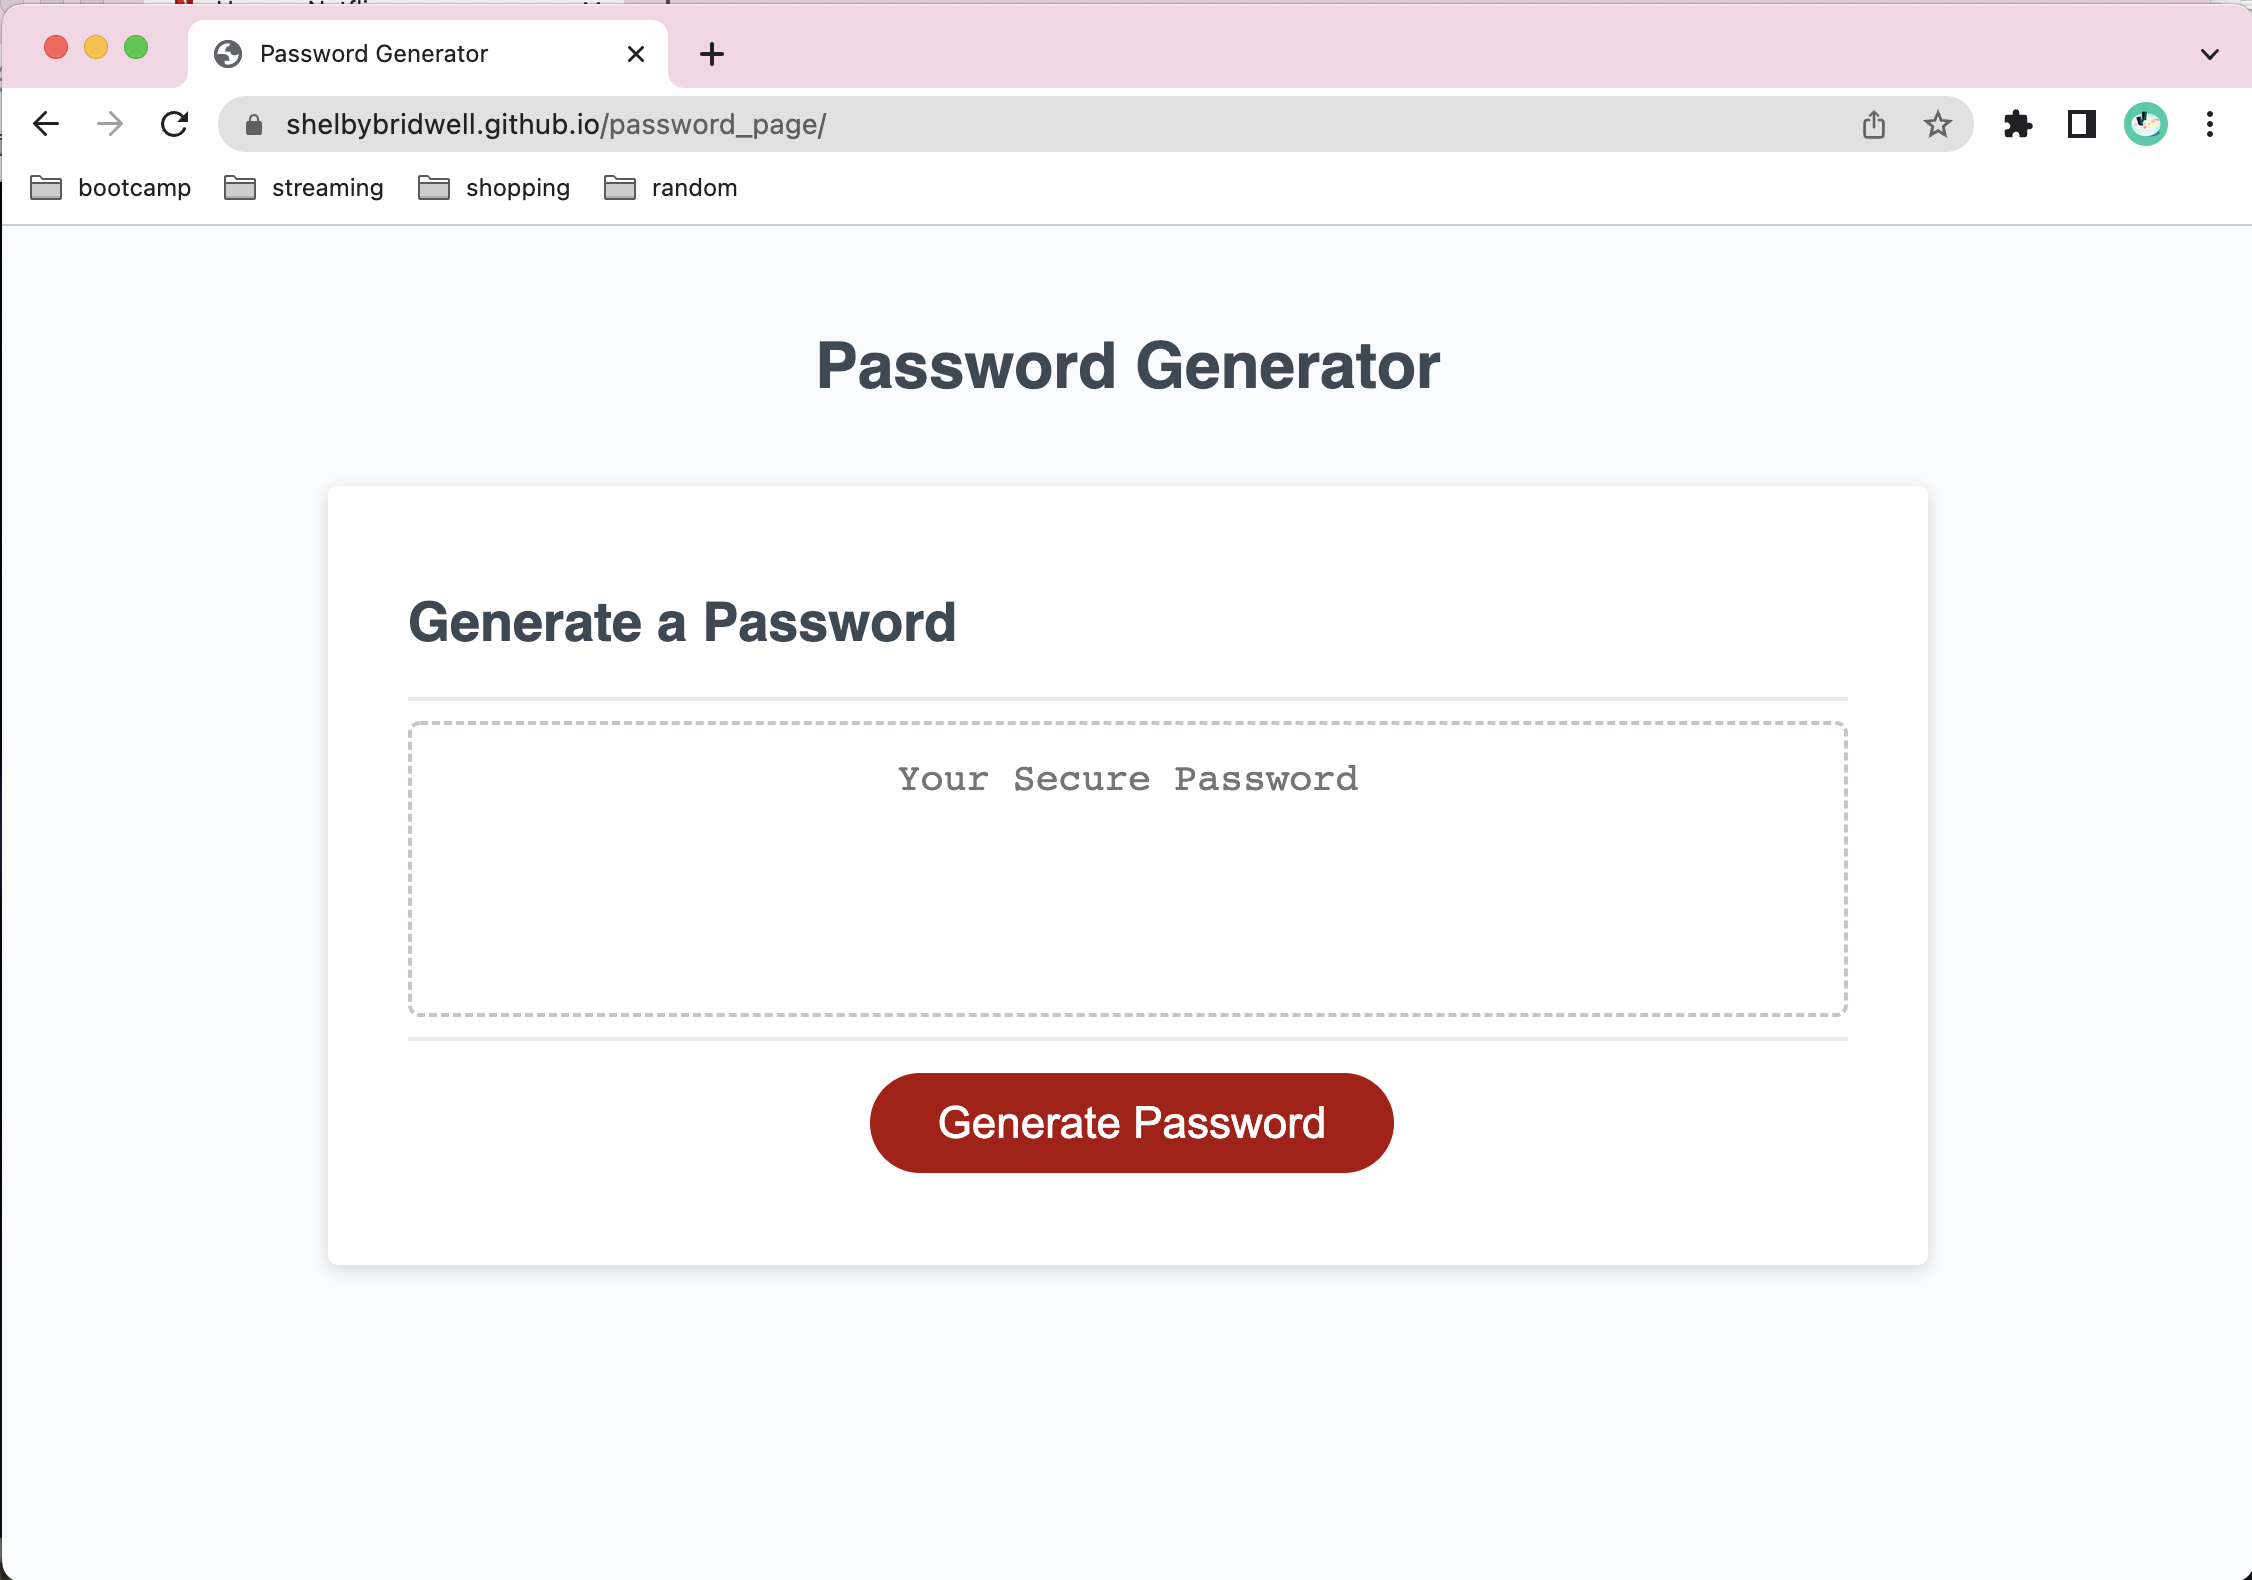 Password Generator
shelbybridwell.github.io/password_page/
bootcamp streaming shopping random
Password Generator
Generate a Password
Your Secure Password
Generate Password